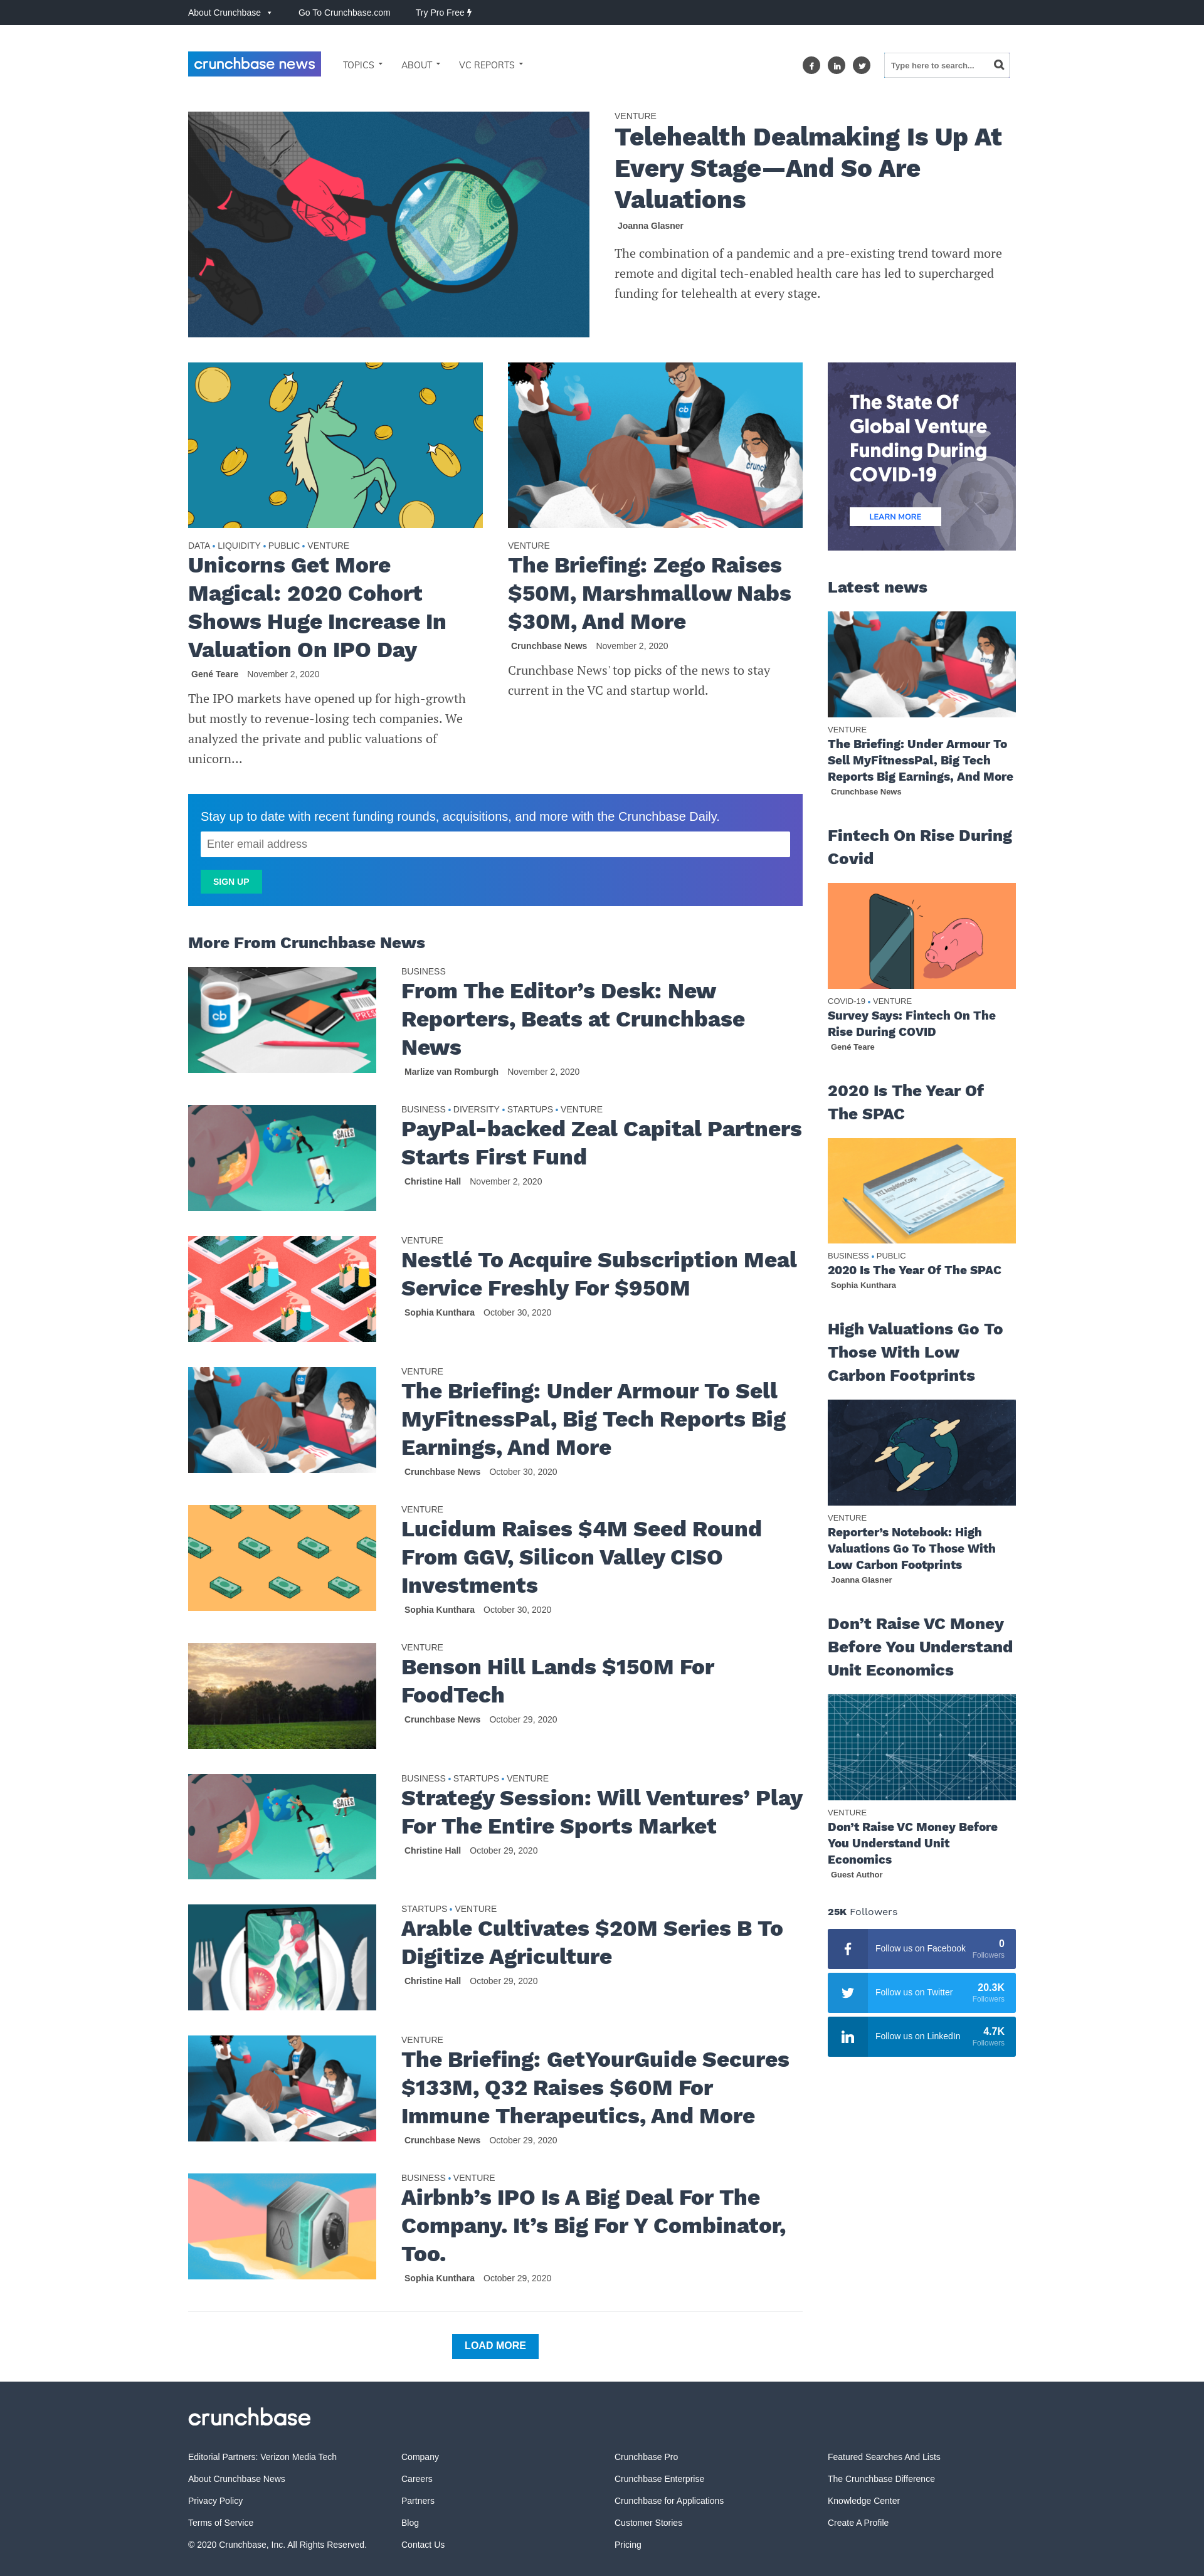 About Crunchbase
Go To Crunchbase.com
Try Pro Free
crunchbase news
TOPICS
ABOUT
VC REPORTS
Type here to search...
VENTURE
Telehealth Dealmaking Is Up At
Every Stage—And So Are
Valuations
Joanna Glasner
The combination of a pandemic and a pre-existing trend toward more
remote and digital tech-enabled health care has led to supercharged
funding for telehealth at every stage.
DATA • LIQUIDITY • PUBLIC • VENTURE
Unicorns Get More
Magical: 2020 Cohort
Shows Huge Increase In
Valuation On IPO Day
Gené Teare November 2, 2020
The IPO markets have opened up for high-growth
but mostly to revenue-losing tech companies. We
analyzed the private and public valuations of
unicorn...
cb
crunch
VENTURE
The Briefing: Zego Raises
$50M, Marshmallow Nabs
$30M, And More
Crunchbase News November 2, 2020
Crunchbase News' top picks of the news to stay
current in the VC and startup world.
Stay up to date with recent funding rounds, acquisitions, and more with the Crunchbase Daily.
Enter email address
SIGN UP
More From Crunchbase News
cb
PRESS
BUSINESS
From The Editor’s Desk: New
Reporters, Beats at Crunchbase
News
Marlize van Romburgh November 2, 2020
SALES
BUSINESS • DIVERSITY • STARTUPS • VENTURE
PayPal-backed Zeal Capital Partners
Starts First Fund
Christine Hall November 2, 2020
VENTURE
Nestlé To Acquire Subscription Meal
Service Freshly For $950M
Sophia Kunthara October 30, 2020
VENTURE
The Briefing: Under Armour To Sell
MyFitnessPal, Big Tech Reports Big
Earnings, And More
Crunchbase News October 30, 2020
VENTURE
Lucidum Raises $4M Seed Round
From GGV, Silicon Valley CISO
Investments
Sophia Kunthara October 30, 2020
VENTURE
Benson Hill Lands $150M For
FoodTech
Crunchbase News October 29, 2020
SALES
BUSINESS • STARTUPS • VENTURE
Strategy Session: Will Ventures’ Play
For The Entire Sports Market
Christine Hall October 29, 2020
STARTUPS • VENTURE
Arable Cultivates $20M Series B To
Digitize Agriculture
Christine Hall October 29, 2020
VENTURE
The Briefing: GetYourGuide Secures
$133M, Q32 Raises $60M For
Immune Therapeutics, And More
Crunchbase News October 29, 2020
BUSINESS • VENTURE
Airbnb’s IPO Is A Big Deal For The
Company. It’s Big For Y Combinator,
Too.
Sophia Kunthara October 29, 2020
LOAD MORE
The State Of
Global Venture
Funding During
COVID-19
LEARN MORE
Latest news
VENTURE
The Briefing: Under Armour To
Sell MyFitnessPal, Big Tech
Reports Big Earnings, And More
Crunchbase News
Fintech On Rise During
Covid
COVID-19 • VENTURE
Survey Says: Fintech On The
Rise During COVID
Gené Teare
2020 Is The Year Of
The SPAC
XYZ Acquisition Corp.
BUSINESS • PUBLIC
2020 Is The Year Of The SPAC
Sophia Kunthara
High Valuations Go To
Those With Low
Carbon Footprints
VENTURE
Reporter’s Notebook: High
Valuations Go To Those With
Low Carbon Footprints
Joanna Glasner
Don’t Raise VC Money
Before You Understand
Unit Economics
VENTURE
Don’t Raise VC Money Before
You Understand Unit
Economics
Guest Author
25K Followers
Follow us on Facebook 0 Followers
Follow us on Twitter 20.3K Followers
Follow us on LinkedIn 4.7K Followers
crunchbase
Editorial Partners: Verizon Media Tech
About Crunchbase News
Privacy Policy
Terms of Service
© 2020 Crunchbase, Inc. All Rights Reserved.
Company
Careers
Partners
Blog
Contact Us
Crunchbase Pro
Crunchbase Enterprise
Crunchbase for Applications
Customer Stories
Pricing
Featured Searches And Lists
The Crunchbase Difference
Knowledge Center
Create A Profile